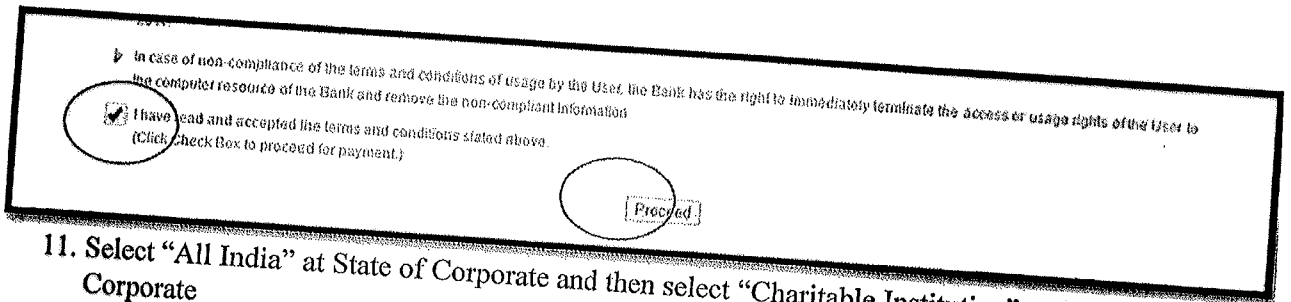 In case of non-compliance of the terms and conditions of usage by the User, the Bank has the right to immediately terminate the access or usage rights of the User to
the computer resource of the Bank and remove the non-compliant information
I have read and accepted the terms and conditions stated above.
(Click Check Box to proceed for payment.)
Proceed
11. Select “All India” at State of Corporate and then select “Charitable Institution”
Corporate